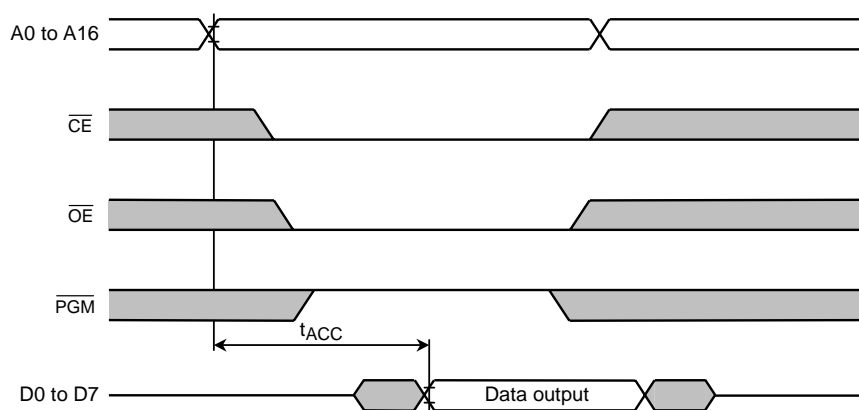 A0 to A16
CE
OE
PGM
tACC
D0 to D7
Data output